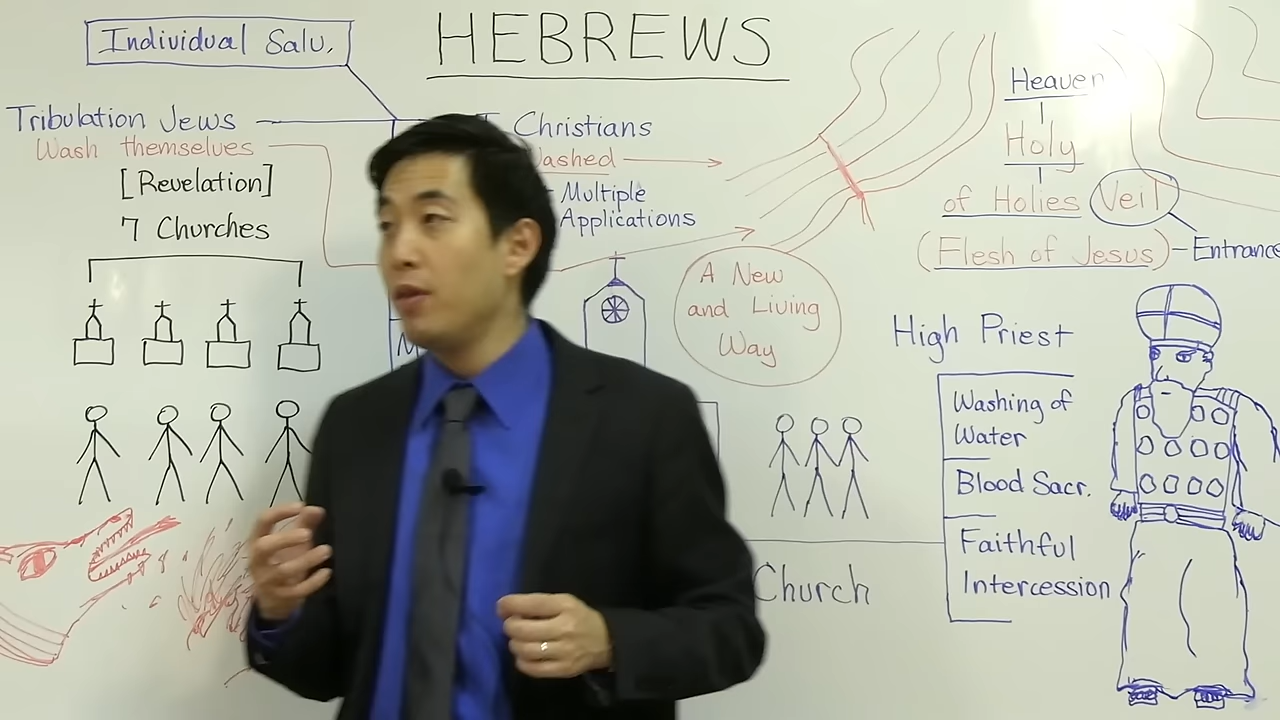 HEBREWS
Individual Salv.
Tribulation Jews
Wash themselves
[Revelation]
7 Churches
Christians
Washed
Multiple
Applications
A New
and Living
Way
Heaven
Holy
of Holies
Veil
(Flesh of Jesus)
Entrance
High Priest
Washing of
Water
Blood Sacr.
Faithful
Intercession
Church